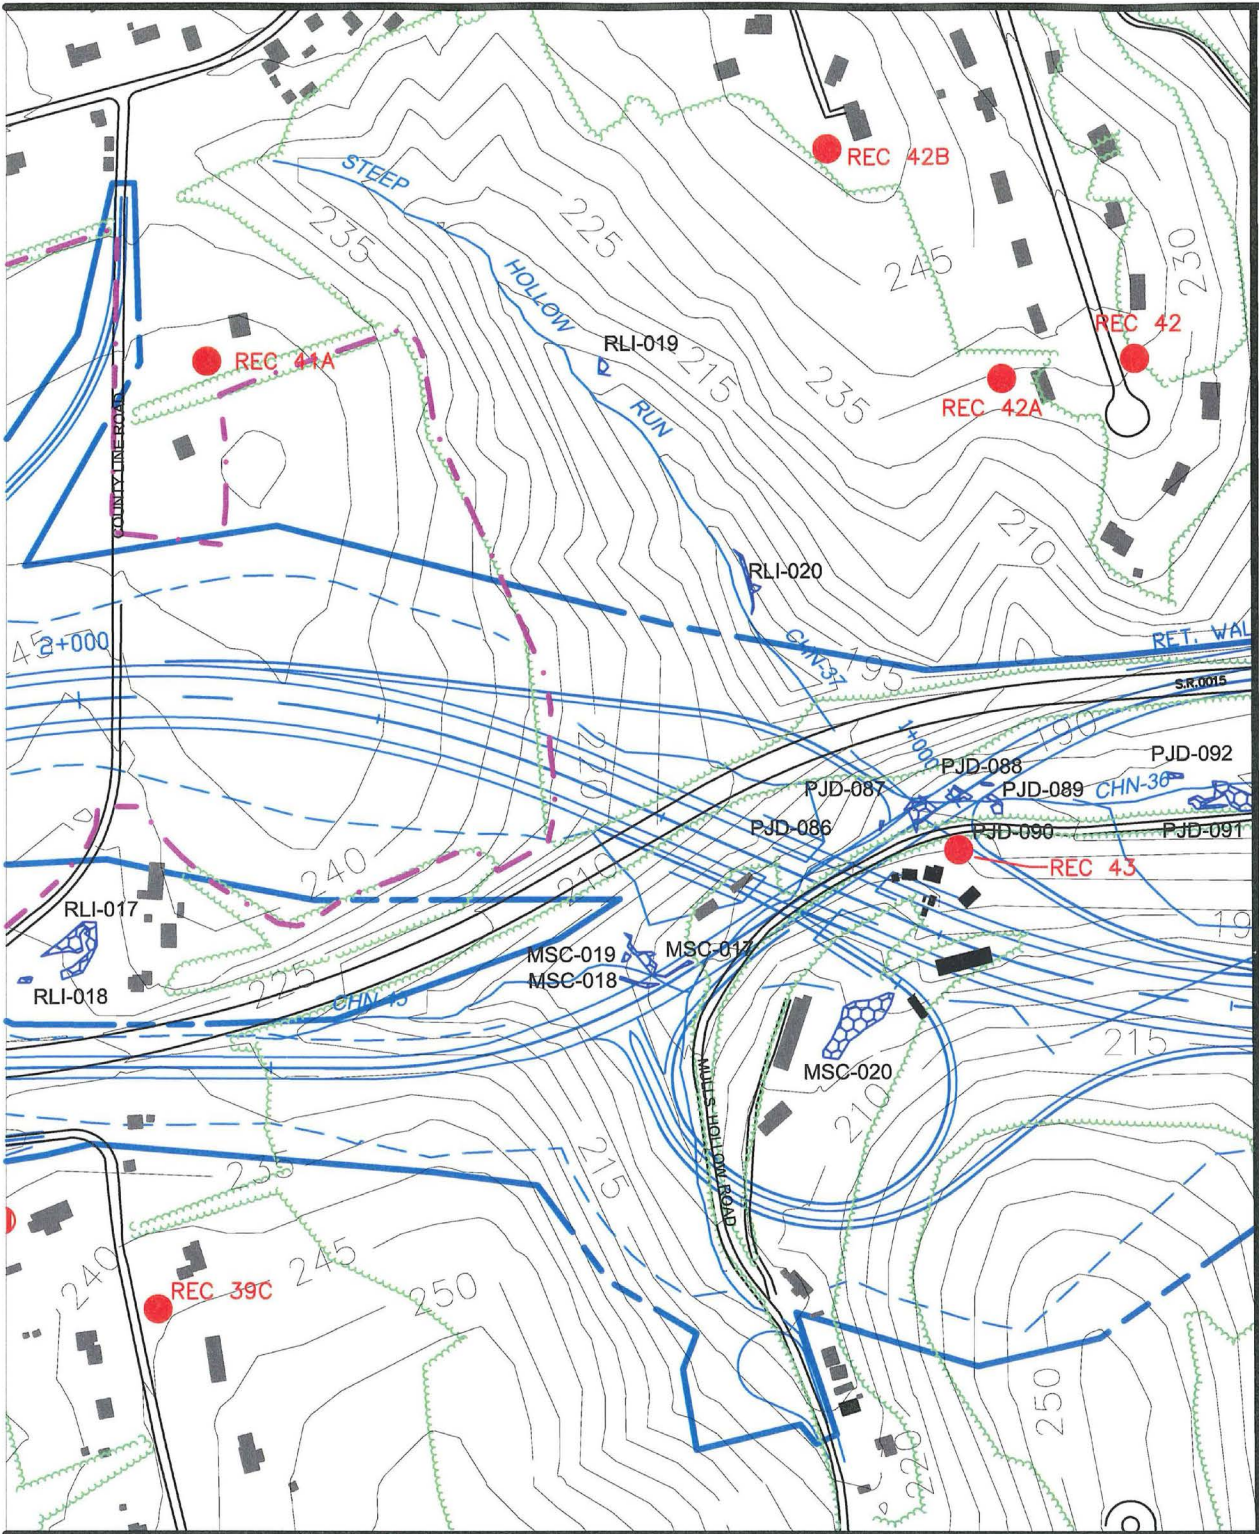 STEEP
REC 42B
235
225
245
230
HOLLOW
RLI-019
REC 42
REC 41A
215
235
REC 42A
RUN
COUNTY LINE ROAD
210
RLI-020
45
2+000
CHN-37
195
RET. WAL
S.R.0015
1+000
190
220
PJD-088
PJD-092
PJD-087
PJD-089
CHN-36
PJD-086
PJD-090
PJD-091
240
210
REC 43
RLI-017
19
MSC-019
MSC-017
MSC-018
225
RLI-018
CHN-45
215
MSC-020
210
MULLS HOLLOW ROAD
215
235
240
245
REC 39C
250
250
220